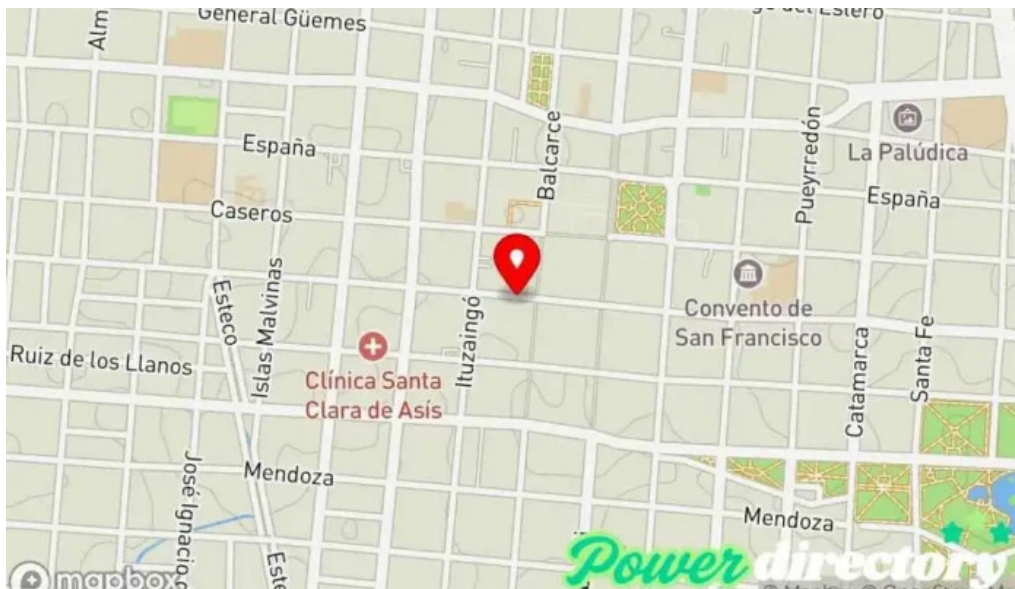 General Güemes
Alm
España
Balcarce
La Palúdica
Pueyrredón
España
Caseros
Islas Malvinas
Esteco
Ituzaingó
Convento de
San Francisco
Ruiz de los Llanos
Clínica Santa
Clara de Asís
Catamarca
Santa Fe
Mendoza
José Ignacio
Mendoza
Este
Power directory
mapbox